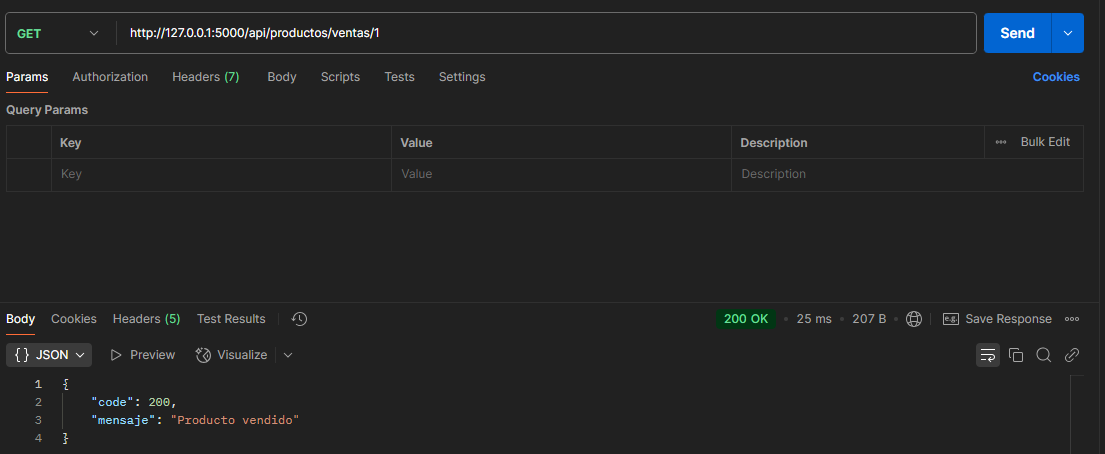 GET http://127.0.0.1:5000/api/productos/ventas/1 Send
Params Authorization Headers (7) Body Scripts Tests Settings Cookies
Query Params
Key Value Description Bulk Edit
Key Value Description
Body Cookies Headers (5) Test Results 200 OK 25 ms 207 B e.g. Save Response
{} JSON Preview Visualize
1 {
2 "code": 200,
3 "mensaje": "Producto vendido"
4 }